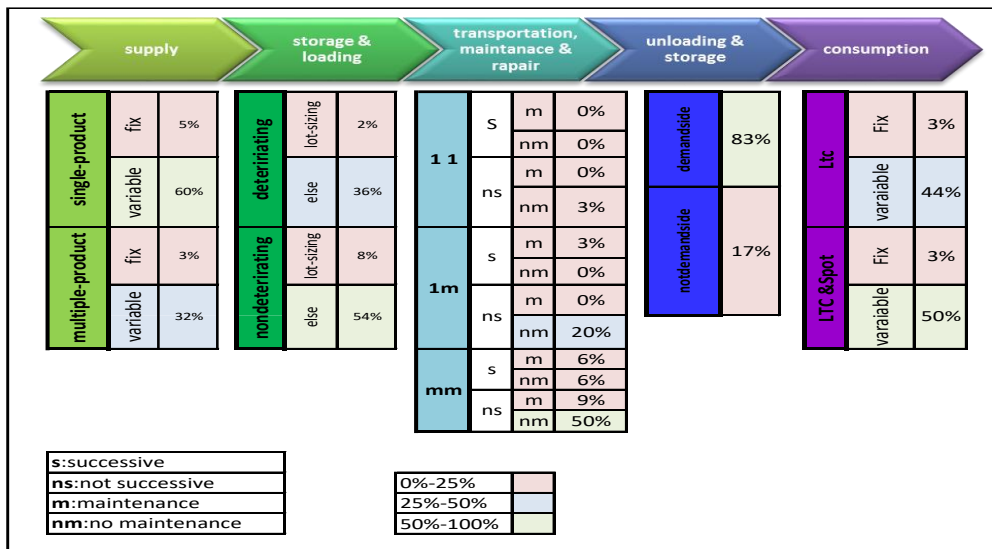 supply
storage &
loading
transportation,
maintanace &
rapair
unloading &
storage
consumption
single-product
fix
5%
variable
60%
multiple-product
fix
3%
variable
32%
deteririating
lot-sizing
2%
else
36%
nondeterirating
lot-sizing
8%
else
54%
1 1
S
m
0%
nm
0%
ns
m
0%
nm
3%
1m
s
m
3%
nm
0%
ns
m
0%
nm
20%
mm
s
m
6%
nm
6%
ns
m
9%
nm
50%
demandside
83%
notdemandside
17%
Ltc
Fix
3%
varaiable
44%
LTC &Spot
Fix
3%
varaiable
50%
s:successive
ns:not successive
m:maintenance
nm:no maintenance
0%-25%
25%-50%
50%-100%